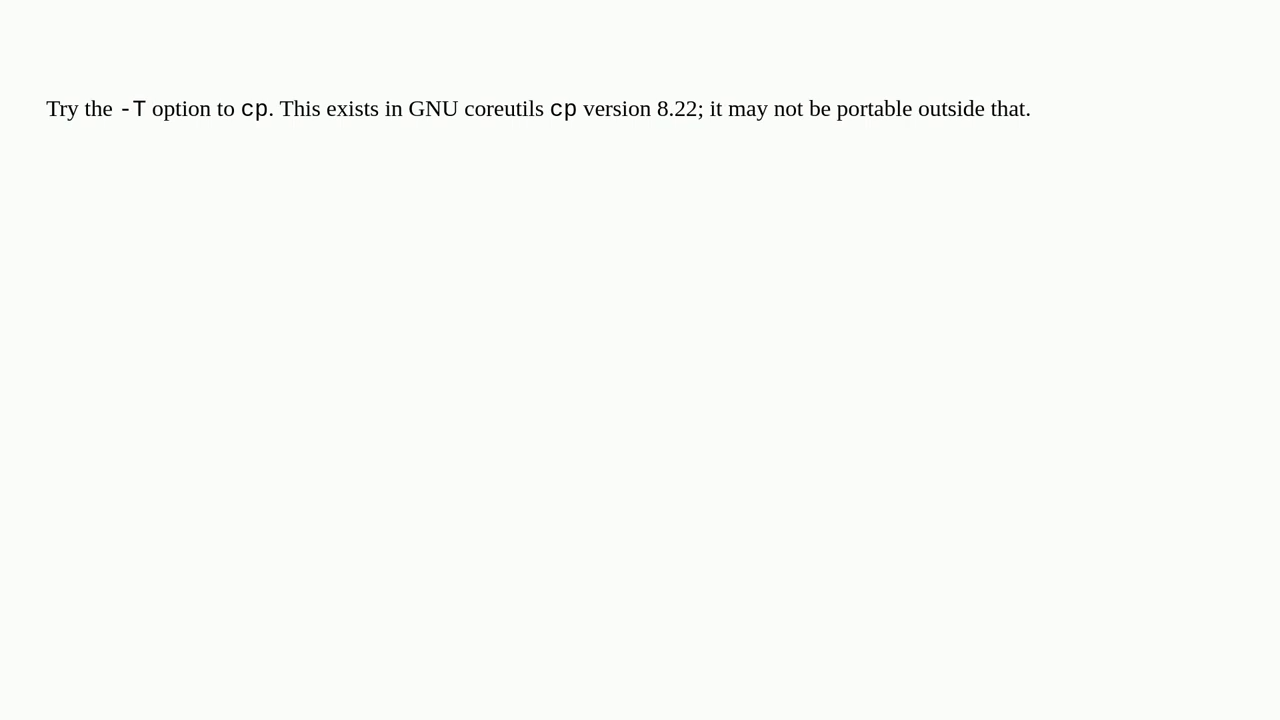 Try the -T option to cp. This exists in GNU coreutils cp version 8.22; it may not be portable outside that.